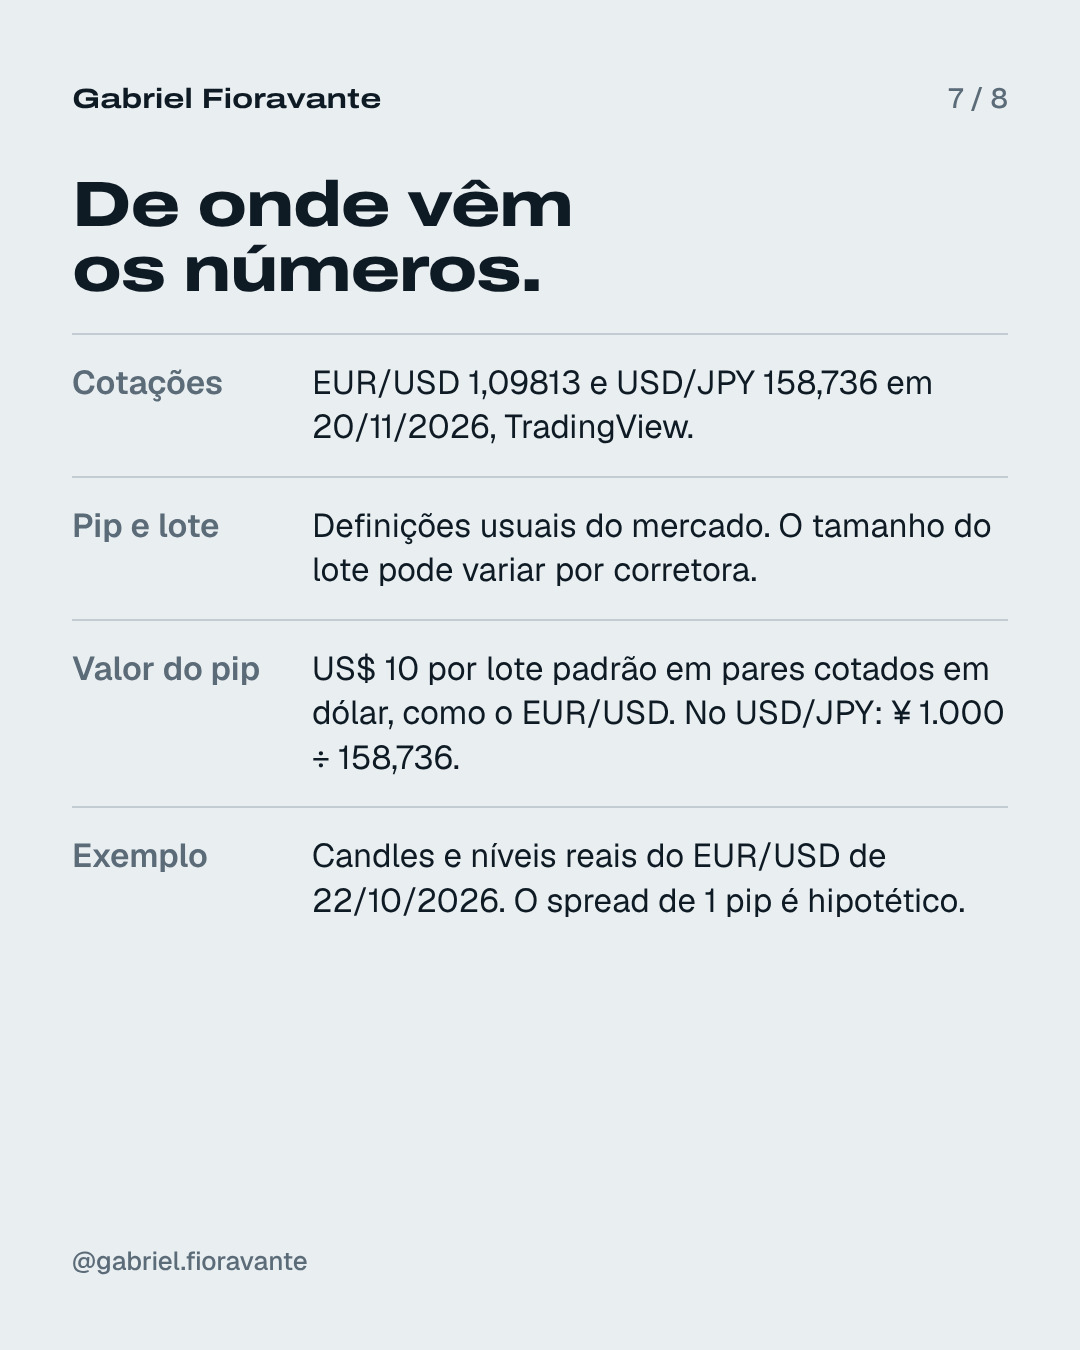 Gabriel Fioravante
7 / 8
De onde vêm
os números.
Cotações
EUR/USD 1,09813 e USD/JPY 158,736 em
20/11/2026, TradingView.
Pip e lote
Definições usuais do mercado. O tamanho do
lote pode variar por corretora.
Valor do pip
US$ 10 por lote padrão em pares cotados em
dólar, como o EUR/USD. No USD/JPY: ¥ 1.000
÷ 158,736.
Exemplo
Candles e níveis reais do EUR/USD de
22/10/2026. O spread de 1 pip é hipotético.
@gabriel.fioravante